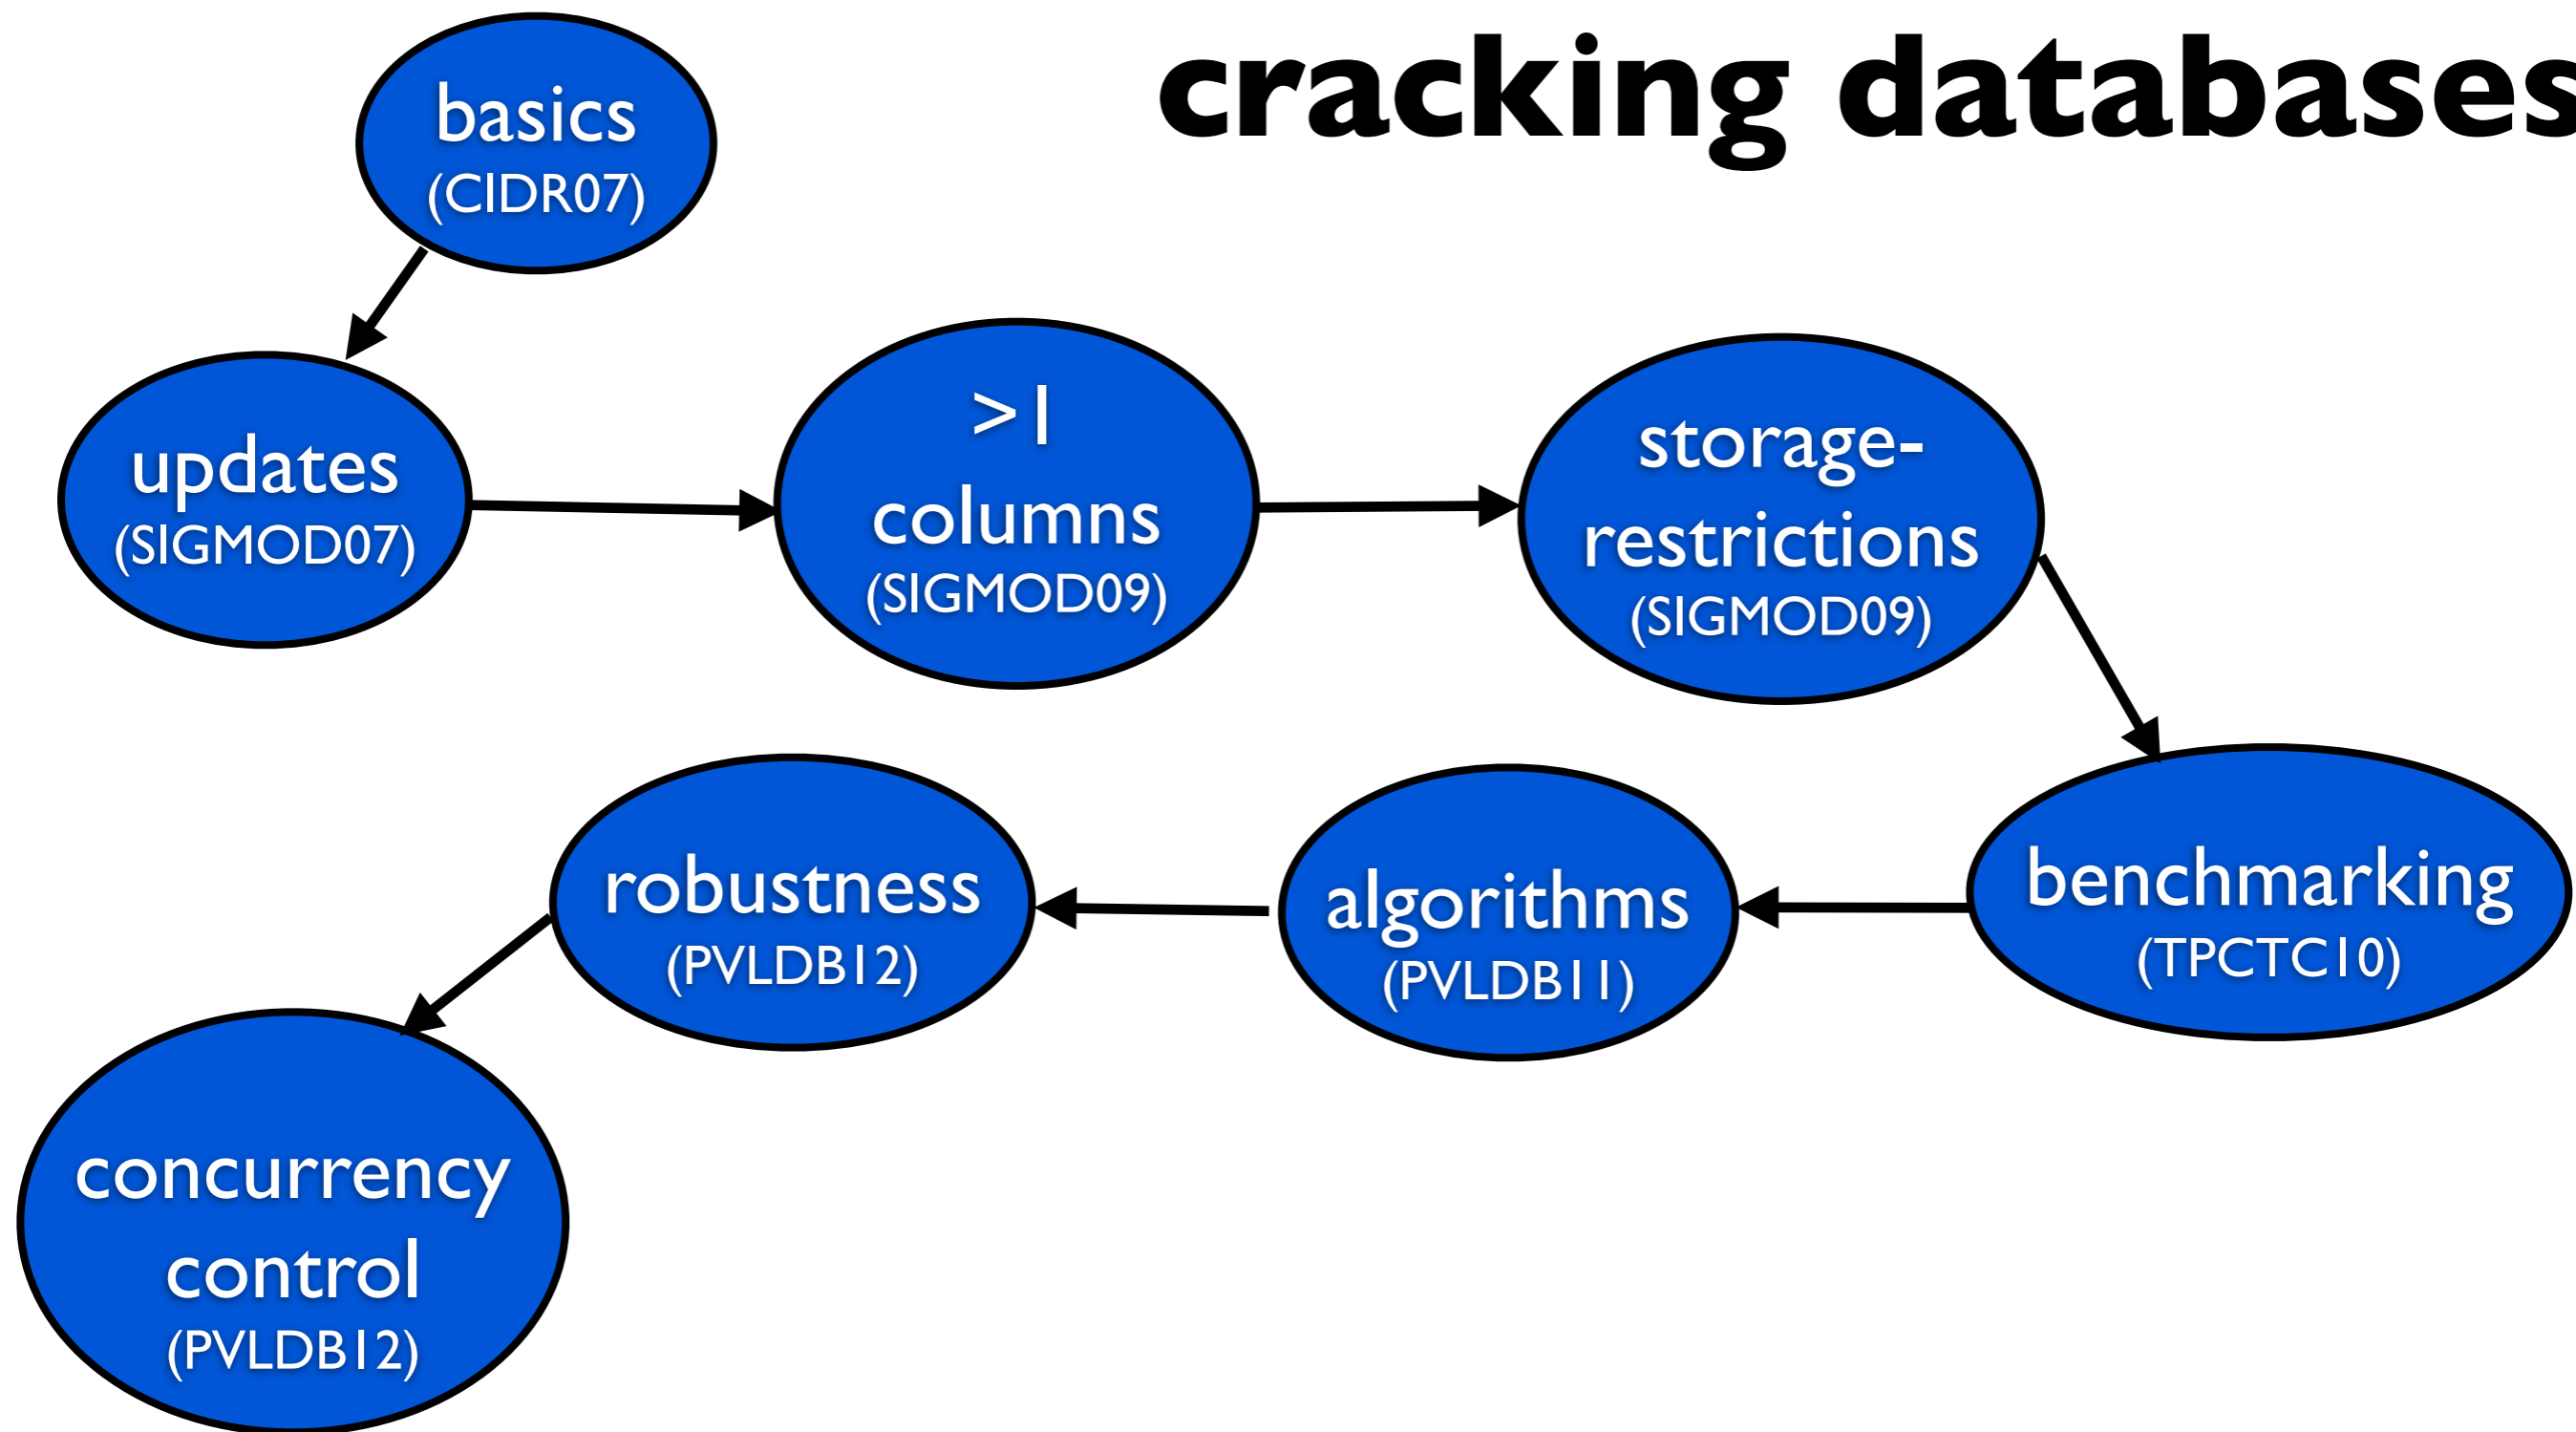 cracking databases
basics
(CIDR07)
updates
(SIGMOD07)
>1
columns
(SIGMOD09)
storage-
restrictions
(SIGMOD09)
benchmarking
(TPCTC10)
algorithms
(PVLDB11)
robustness
(PVLDB12)
concurrency
control
(PVLDB12)